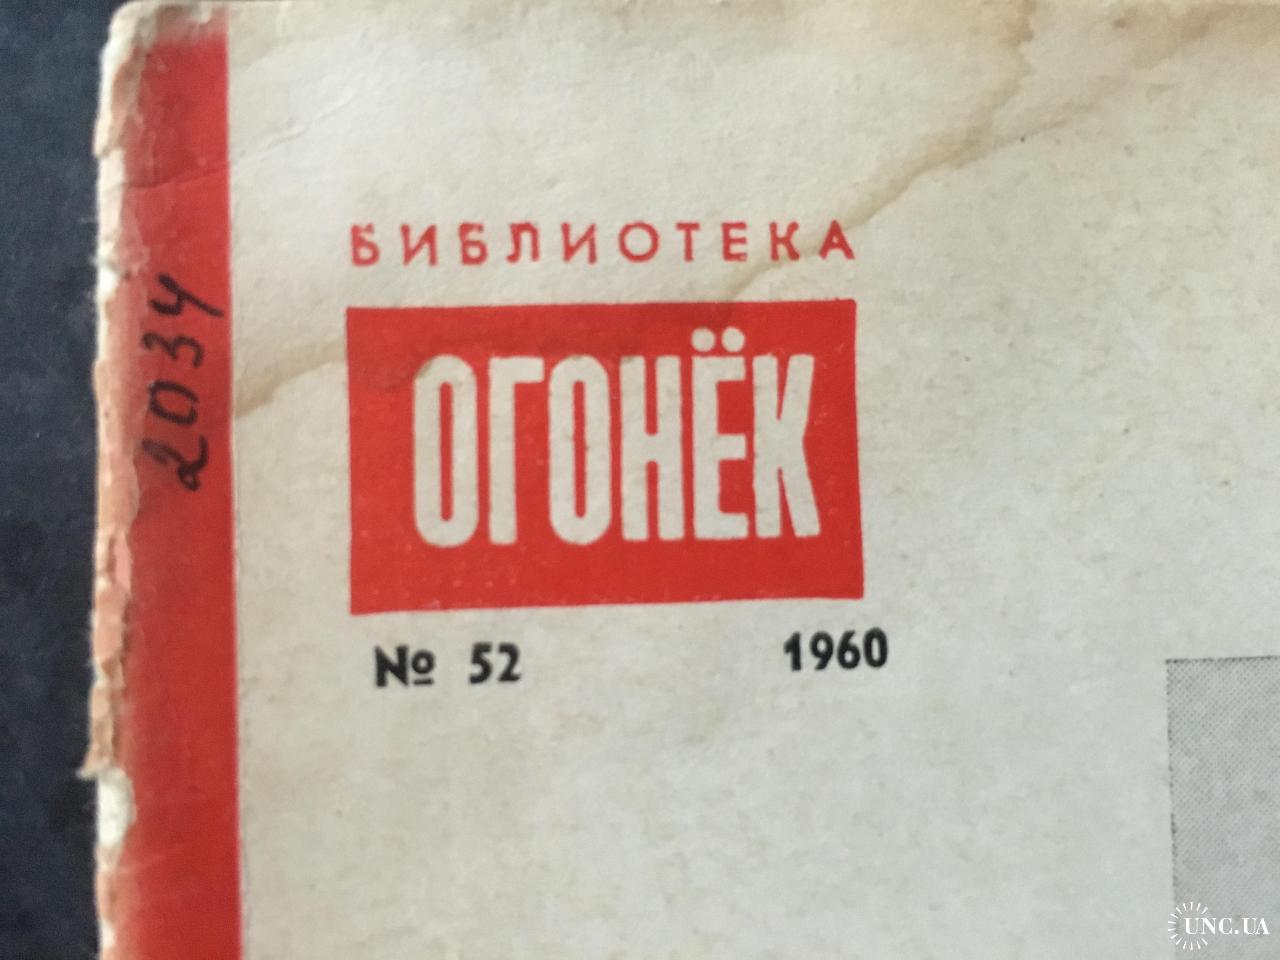 БИБЛИОТЕКА
ОГОНЁК
№ 52 1960
2034
UNC.UA